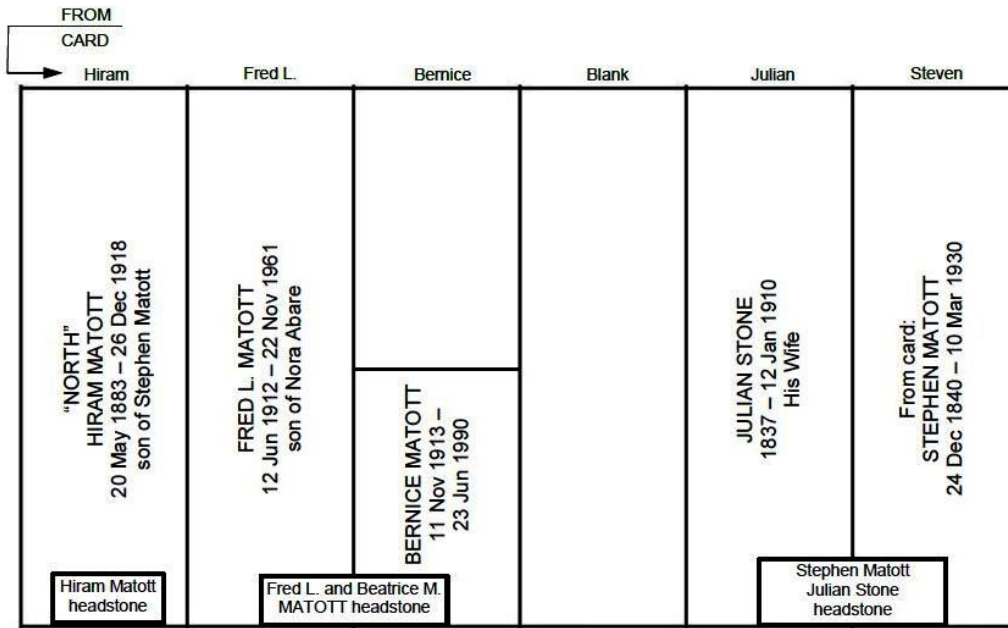 FROM
CARD
Hiram
Fred L.
Bernice
Blank
Julian
Steven
"NORTH"
HIRAM MATOTT
20 May 1883 – 26 Dec 1918
son of Stephen Matott
FRED L. MATOTT
12 Jun 1912 – 22 Nov 1961
son of Nora Abare
BERNICE MATOTT
11 Nov 1913 –
23 Jun 1990
JULIAN STONE
1837 – 12 Jan 1910
His Wife
From card:
STEPHEN MATOTT
24 Dec 1840 – 10 Mar 1930
Hiram Matott
headstone
Fred L. and Beatrice M.
MATOTT headstone
Stephen Matott
Julian Stone
headstone